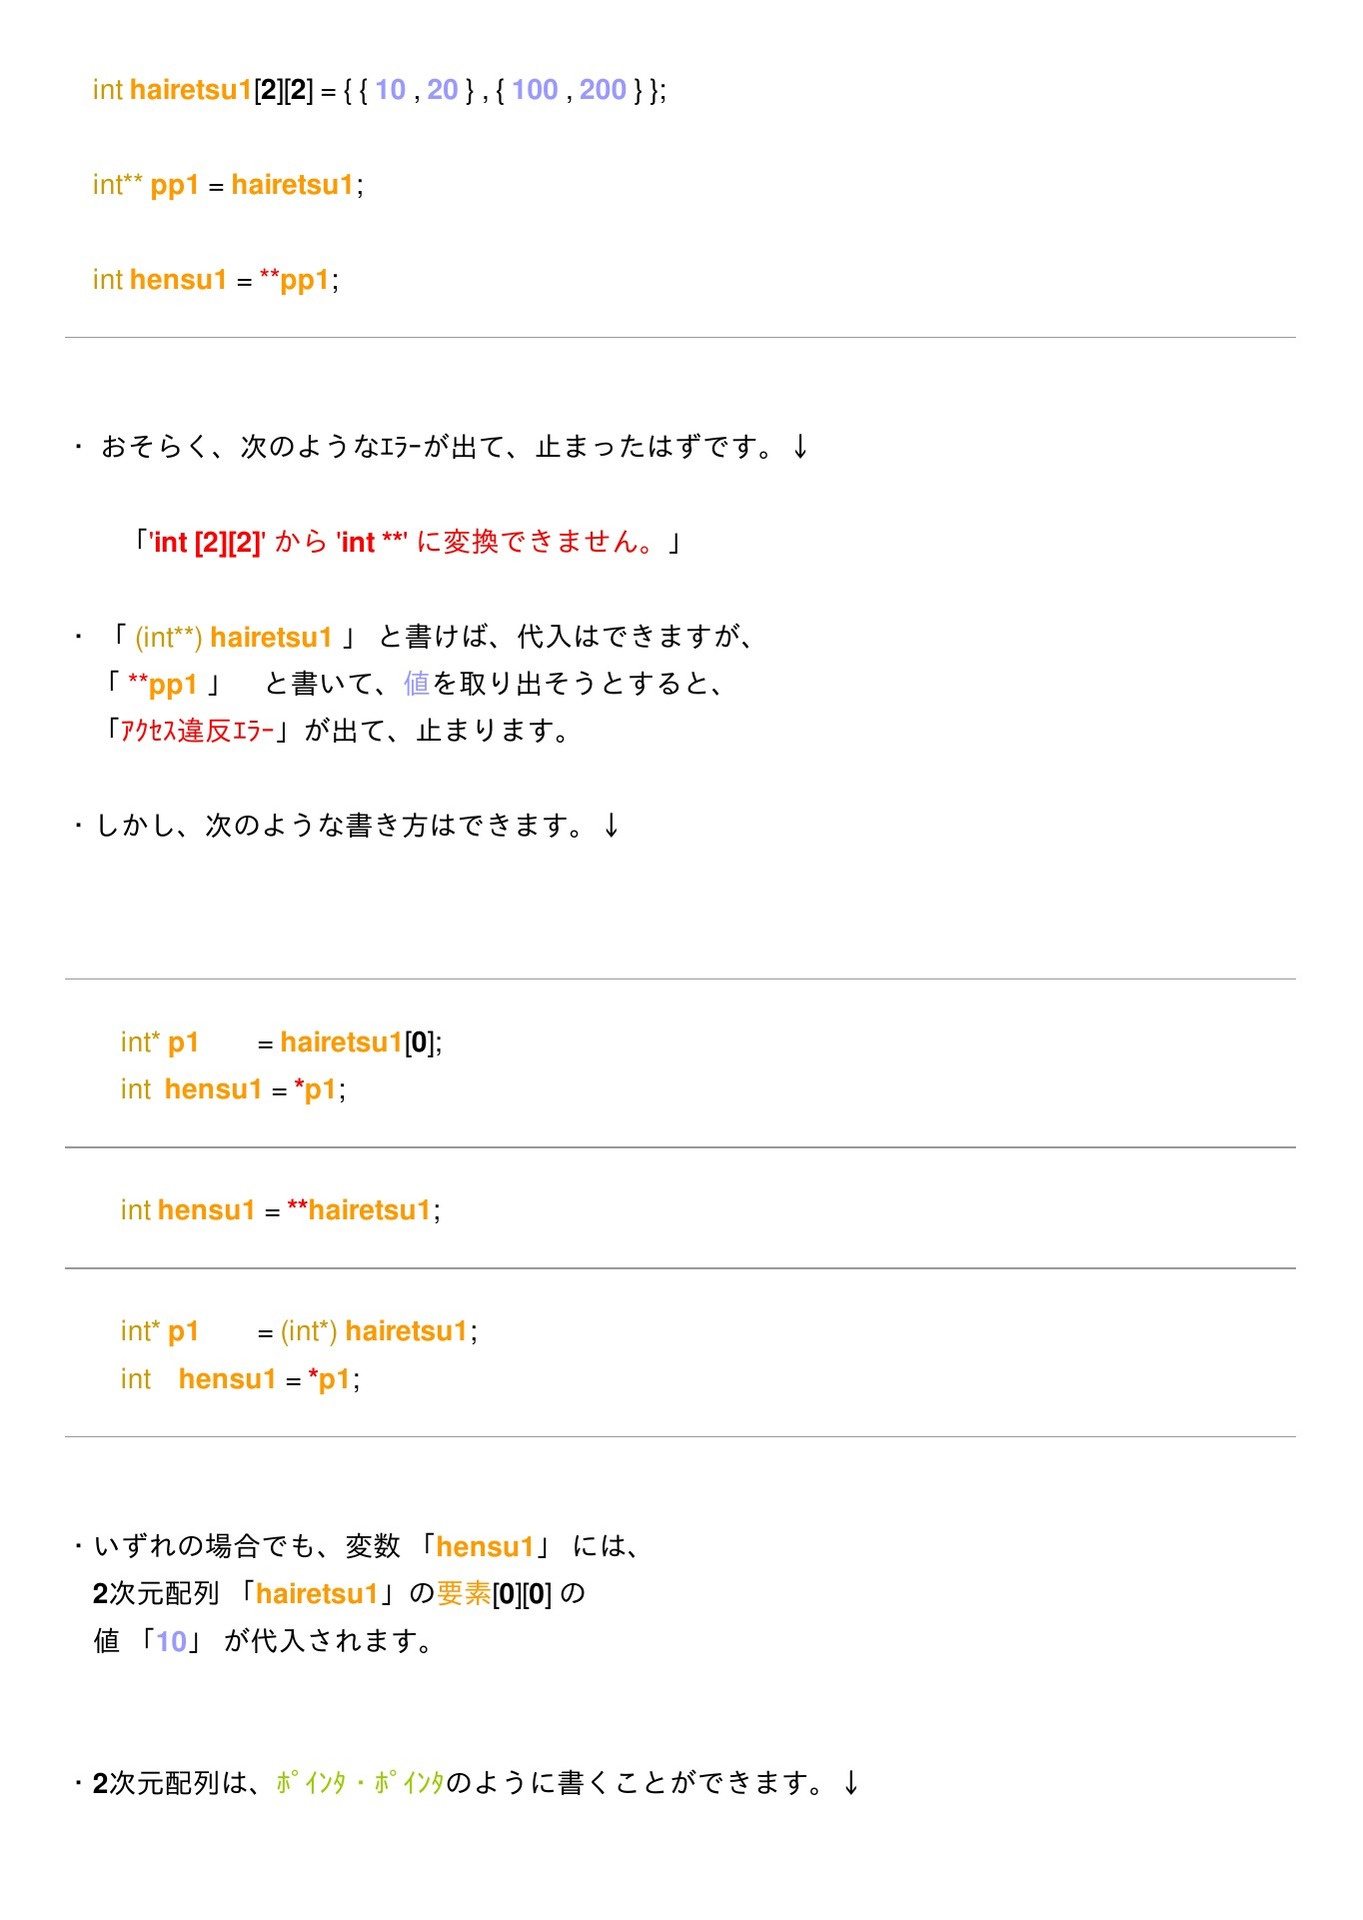 int hairetsu1[2][2] = { { 10 , 20 } , { 100 , 200 } };
int** pp1 = hairetsu1;
int hensu1 = **pp1;
・ おそらく、次のようなｴﾗｰが出て、止まったはずです。↓
「'int [2][2]' から 'int **' に変換できません。」
・ 「 (int**) hairetsu1 」 と書けば、代入はできますが、
「 **pp1 」　と書いて、値を取り出そうとすると、
「ｱｸｾｽ違反ｴﾗｰ」が出て、止まります。
・しかし、次のような書き方はできます。↓
int* p1　　= hairetsu1[0];
int  hensu1 = *p1;
int hensu1 = **hairetsu1;
int* p1　　= (int*) hairetsu1;
int　hensu1 = *p1;
・いずれの場合でも、変数 「hensu1」 には、
2次元配列 「hairetsu1」の要素[0][0] の
値 「10」 が代入されます。
・2次元配列は、ﾎﾟｲﾝﾀ・ﾎﾟｲﾝﾀのように書くことができます。↓